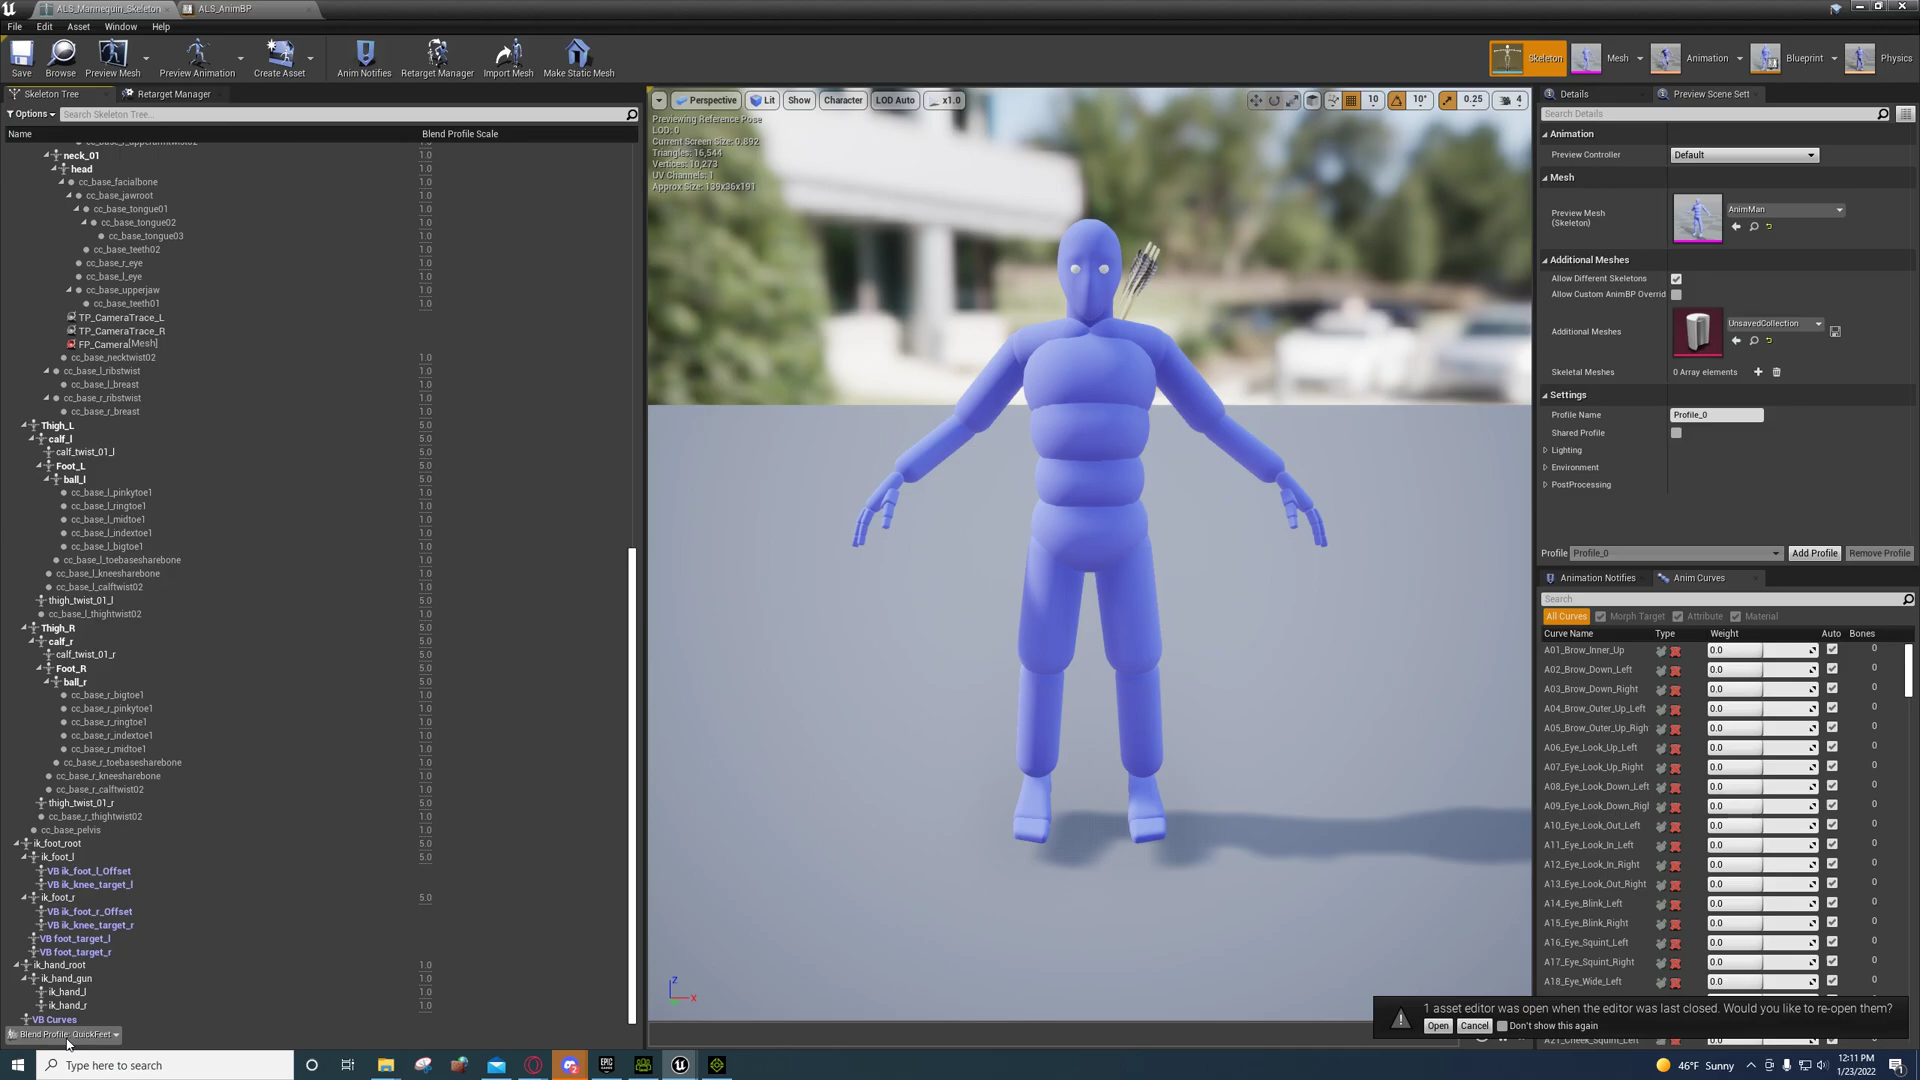 ALS_Mannequin_Skeleton
ALS_AnimBP
File Edit Asset Window Help
Save
Browse
Preview Mesh
Preview Animation
Create Asset
Anim Notifies
Retarget Manager
Import Mesh
Make Static Mesh
Skeleton
Mesh
Animation
Blueprint
Physics
Skeleton Tree
Retarget Manager
Options
Search Skeleton Tree...
Name Blend Profile Scale
neck_01 1.0
head 1.0
cc_base_facialbone 1.0
cc_base_jawroot 1.0
cc_base_tongue01 1.0
cc_base_tongue02 1.0
cc_base_tongue03 1.0
cc_base_teeth02 1.0
cc_base_r_eye 1.0
cc_base_l_eye 1.0
cc_base_upperjaw 1.0
cc_base_teeth01 1.0
TP_CameraTrace_L
TP_CameraTrace_R
FP_Camera[Mesh]
cc_base_necktwist02 1.0
cc_base_l_ribstwist 1.0
cc_base_l_breast 1.0
cc_base_r_ribstwist 1.0
cc_base_r_breast 1.0
Thigh_L 5.0
calf_l 5.0
calf_twist_01_l 5.0
Foot_L 5.0
ball_l 5.0
cc_base_l_pinkytoe1 1.0
cc_base_l_ringtoe1 1.0
cc_base_l_midtoe1 1.0
cc_base_l_indextoe1 1.0
cc_base_l_bigtoe1 1.0
cc_base_l_toebasesharebone 1.0
cc_base_l_kneesharebone 1.0
cc_base_l_calftwist02 1.0
thigh_twist_01_l 5.0
cc_base_l_thightwist02 1.0
Thigh_R 5.0
calf_r 5.0
calf_twist_01_r 5.0
Foot_R 5.0
ball_r 5.0
cc_base_r_bigtoe1 1.0
cc_base_r_pinkytoe1 1.0
cc_base_r_ringtoe1 1.0
cc_base_r_indextoe1 1.0
cc_base_r_midtoe1 1.0
cc_base_r_toebasesharebone 1.0
cc_base_r_kneesharebone 1.0
cc_base_r_calftwist02 1.0
thigh_twist_01_r 5.0
cc_base_r_thightwist02 1.0
cc_base_pelvis 1.0
ik_foot_root 5.0
ik_foot_l 5.0
VB ik_foot_l_Offset
VB ik_knee_target_l
ik_foot_r 5.0
VB ik_foot_r_Offset
VB ik_knee_target_r
VB foot_target_l
VB foot_target_r
ik_hand_root 1.0
ik_hand_gun 1.0
ik_hand_l 1.0
ik_hand_r 1.0
VB Curves
Blend Profile: QuickFeet
Perspective Lit Show Character LOD Auto x1.0
10 10° 0.25 4
Previewing Reference Pose
LOD: 0
Current Screen Size: 0.892
Triangles: 16,544
Vertices: 10,273
UV Channels: 1
Approx Size: 139x36x191
Z
X
Details
Preview Scene Sett
Search Details
Animation
Preview Controller Default
Mesh
Preview Mesh
(Skeleton)
AnimMan
Additional Meshes
Allow Different Skeletons
Allow Custom AnimBP Overrid
Additional Meshes UnsavedCollection
Skeletal Meshes 0 Array elements
Settings
Profile Name Profile_0
Shared Profile
Lighting
Environment
PostProcessing
Profile Profile_0 Add Profile Remove Profile
Animation Notifies
Anim Curves
Search
All Curves Morph Target Attribute Material
Curve Name Type Weight Auto Bones
A01_Brow_Inner_Up 0.0 0
A02_Brow_Down_Left 0.0 0
A03_Brow_Down_Right 0.0 0
A04_Brow_Outer_Up_Left 0.0 0
A05_Brow_Outer_Up_Righ 0.0 0
A06_Eye_Look_Up_Left 0.0 0
A07_Eye_Look_Up_Right 0.0 0
A08_Eye_Look_Down_Left 0.0 0
A09_Eye_Look_Down_Rigl 0.0 0
A10_Eye_Look_Out_Left 0.0 0
A11_Eye_Look_In_Left 0.0 0
A12_Eye_Look_In_Right 0.0 0
A13_Eye_Look_Out_Right 0.0 0
A14_Eye_Blink_Left 0.0 0
A15_Eye_Blink_Right 0.0 0
A16_Eye_Squint_Left 0.0 0
A17_Eye_Squint_Right 0.0 0
A18_Eye_Wide_Left 0.0 0
1 asset editor was open when the editor was last closed. Would you like to re-open them?
Open Cancel Don't show this again
Type here to search
46°F Sunny
12:11 PM
1/23/2022